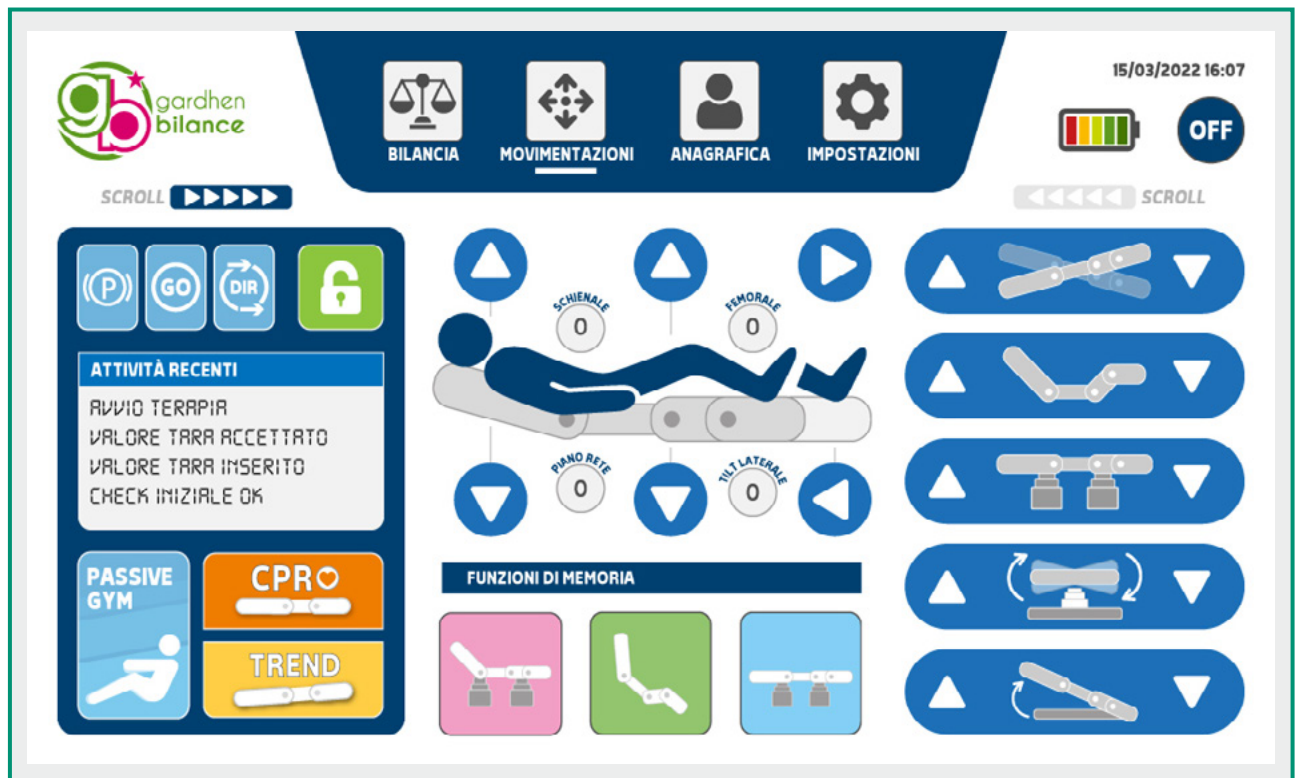 gardhen
bilance
BILANCIA
MOVIMENTAZIONI
ANAGRAFICA
IMPOSTAZIONI
15/03/2022 16:07
OFF
SCROLL
SCROLL
(P)
GO
DIR
ATTIVITÀ RECENTI
AVVIO TERAPIA
VALORE TARA ACCETTATO
VALORE TARA INSERITO
CHECK INIZIALE OK
PASSIVE
GYM
CPR
TREND
SCHIENALE
0
FEMORALE
0
PIANO RETE
0
TILT LATERALE
0
FUNZIONI DI MEMORIA